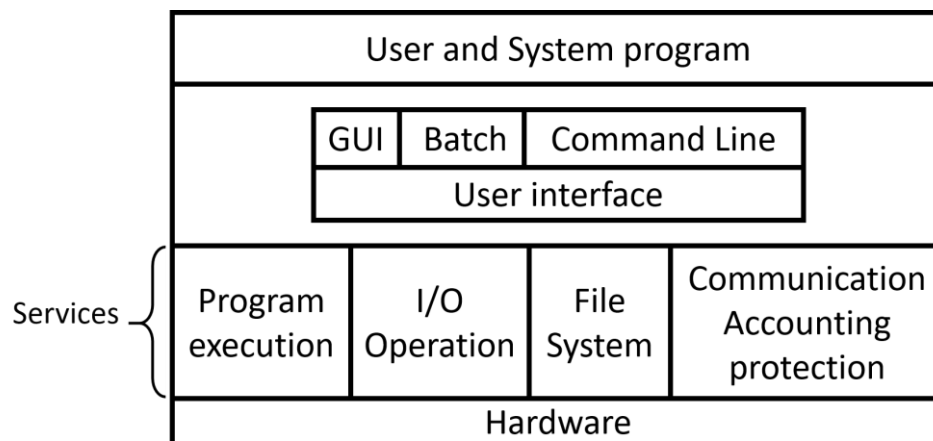 User and System program
GUI Batch Command Line
User interface
Services
Program execution
I/O Operation
File System
Communication
Accounting
protection
Hardware